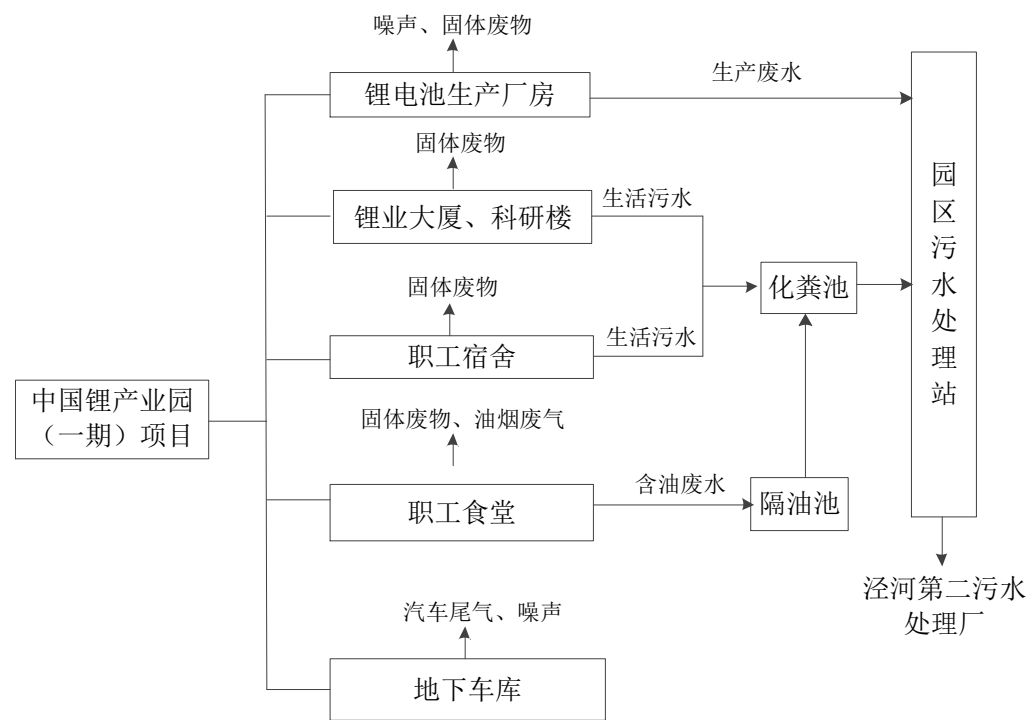 噪声、固体废物
锂电池生产厂房
生产废水
固体废物
锂业大厦、科研楼
生活污水
园
区
污
水
处
理
站
化粪池
固体废物
职工宿舍
生活污水
中国锂产业园
（一期）项目
固体废物、油烟废气
职工食堂
含油废水
隔油池
泾河第二污水
处理厂
汽车尾气、噪声
地下车库